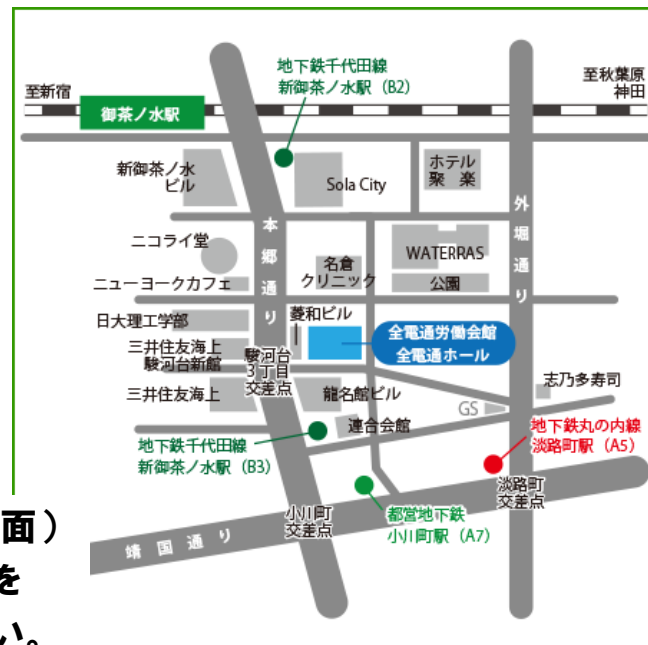 地下鉄千代田線
新御茶ノ水駅（B2）
至新宿
至秋葉原
神田
御茶ノ水駅
新御茶ノ水
ビル
Sola City
ホテル
聚 楽
外堀通り
本郷通り
ニコライ堂
名倉
クリニック
WATERRAS
ニューヨークカフェ
公園
日大理工学部
菱和ビル
全電通労働会館
全電通ホール
三井住友海上
駿河台新館
駿河台
3丁目
交差点
三井住友海上
龍名館ビル
志乃多寿司
GS
連合会館
地下鉄千代田線
新御茶ノ水駅（B3）
地下鉄丸の内線
淡路町駅（A5）
淡路町
交差点
小川町
交差点
都営地下鉄
小川町駅（A7）
靖国通り
面）
を
い。